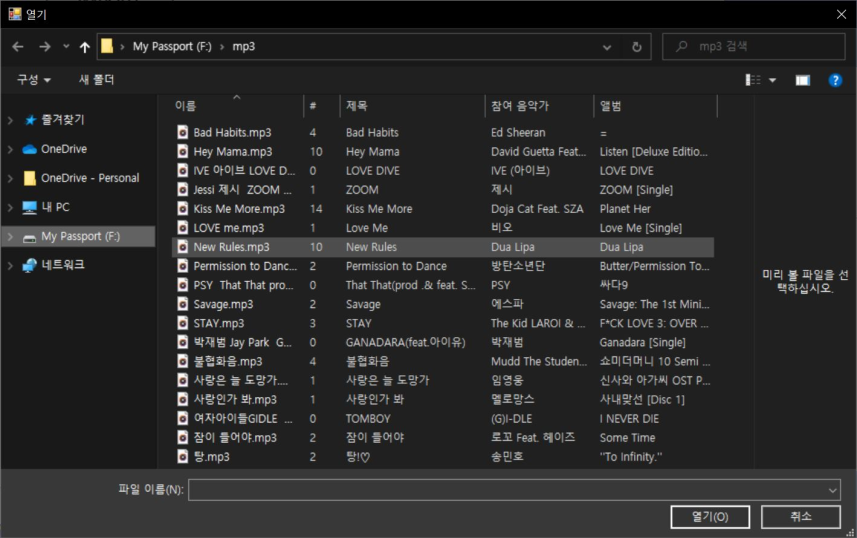 열기
My Passport (F:) › mp3
mp3 검색
구성 새 폴더
이름 # 제목 참여 음악가 앨범
즐겨찾기
OneDrive
OneDrive - Personal
내 PC
My Passport (F:)
네트워크
Bad Habits.mp3 4 Bad Habits Ed Sheeran =
Hey Mama.mp3 10 Hey Mama David Guetta Feat... Listen [Deluxe Editio...
IVE 아이브 LOVE D... 0 LOVE DIVE IVE (아이브) LOVE DIVE
Jessi 제시 ZOOM ... 1 ZOOM 제시 ZOOM [Single]
Kiss Me More.mp3 14 Kiss Me More Doja Cat Feat. SZA Planet Her
LOVE me.mp3 1 Love Me 비오 Love Me [Single]
New Rules.mp3 10 New Rules Dua Lipa Dua Lipa
Permission to Danc... 2 Permission to Dance 방탄소년단 Butter/Permission To...
PSY That That pro... 0 That That(prod .& feat. S... PSY 싸다9
Savage.mp3 2 Savage 에스파 Savage: The 1st Mini...
STAY.mp3 3 STAY The Kid LAROI & ... F*CK LOVE 3: OVER ...
박재범 Jay Park G... 0 GANADARA(feat.아이유) 박재범 Ganadara [Single]
불협화음.mp3 4 불협화음 Mudd The Studen... 쇼미더머니 10 Semi ...
사랑은 늘 도망가.... 1 사랑은 늘 도망가 임영웅 신사와 아가씨 OST P...
사랑인가 봐.mp3 1 사랑인가 봐 멜로망스 사내맞선 [Disc 1]
여자아이들GIDLE ... 0 TOMBOY (G)I-DLE I NEVER DIE
잠이 들어야.mp3 2 잠이 들어야 로꼬 Feat. 헤이즈 Some Time
탕.mp3 2 탕!♡ 송민호 "To Infinity."
미리 볼 파일을 선
택하십시오.
파일 이름(N):
열기(O) 취소